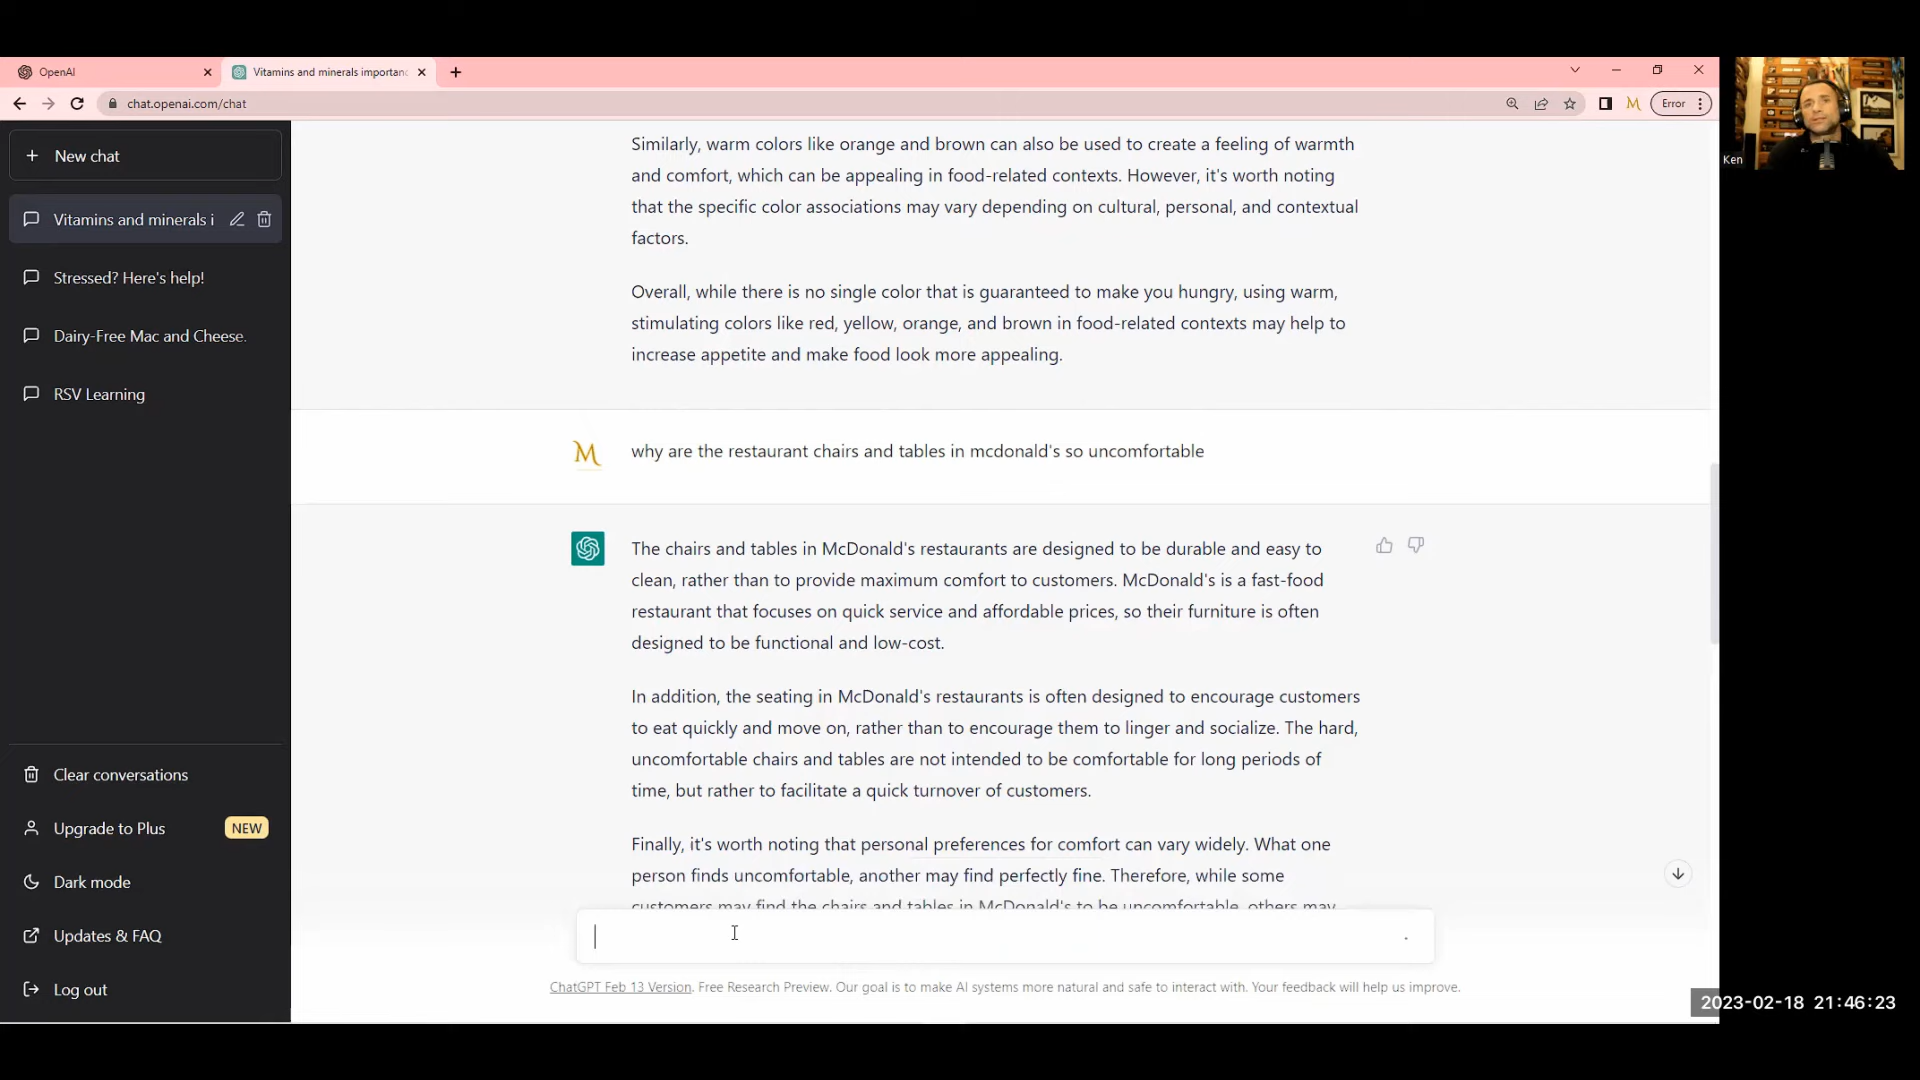 OpenAI
Vitamins and minerals importanc
chat.openai.com/chat
Error
Ken
New chat
Vitamins and minerals i
Stressed? Here's help!
Dairy-Free Mac and Cheese.
RSV Learning
Clear conversations
Upgrade to Plus NEW
Dark mode
Updates & FAQ
Log out
Similarly, warm colors like orange and brown can also be used to create a feeling of warmth
and comfort, which can be appealing in food-related contexts. However, it's worth noting
that the specific color associations may vary depending on cultural, personal, and contextual
factors.
Overall, while there is no single color that is guaranteed to make you hungry, using warm,
stimulating colors like red, yellow, orange, and brown in food-related contexts may help to
increase appetite and make food look more appealing.
M
why are the restaurant chairs and tables in mcdonald's so uncomfortable
The chairs and tables in McDonald's restaurants are designed to be durable and easy to
clean, rather than to provide maximum comfort to customers. McDonald's is a fast-food
restaurant that focuses on quick service and affordable prices, so their furniture is often
designed to be functional and low-cost.
In addition, the seating in McDonald's restaurants is often designed to encourage customers
to eat quickly and move on, rather than to encourage them to linger and socialize. The hard,
uncomfortable chairs and tables are not intended to be comfortable for long periods of
time, but rather to facilitate a quick turnover of customers.
Finally, it's worth noting that personal preferences for comfort can vary widely. What one
person finds uncomfortable, another may find perfectly fine. Therefore, while some
customers may find the chairs and tables in McDonald's to be uncomfortable, others may
ChatGPT Feb 13 Version. Free Research Preview. Our goal is to make AI systems more natural and safe to interact with. Your feedback will help us improve.
2023-02-18 21:46:23